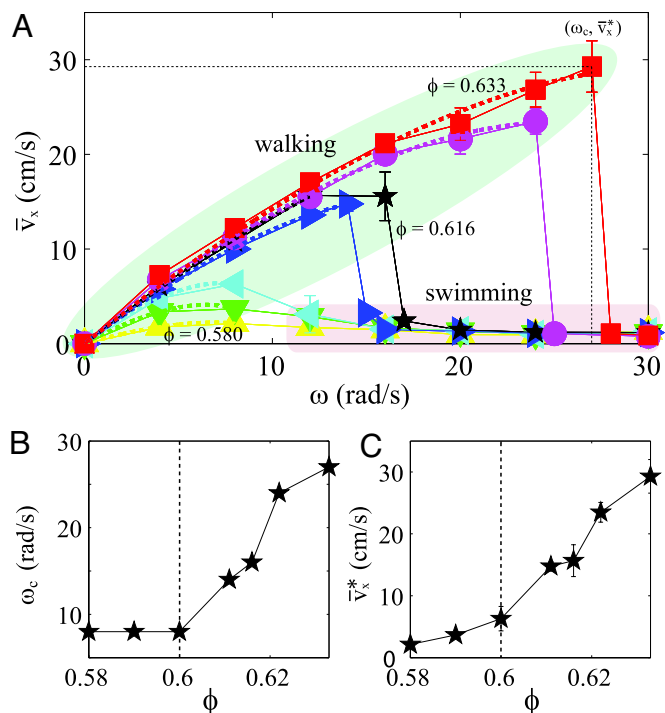 A
(ω_c, v̄_x*)
30
ϕ = 0.633
walking
20
v̄_x (cm/s)
10
ϕ = 0.616
swimming
ϕ = 0.580
0
0 10 20 30
ω (rad/s)
B
C
30
20
10
ω_c (rad/s)
0.58 0.6 0.62
ϕ
30
20
10
0
v̄_x* (cm/s)
0.58 0.6 0.62
ϕ